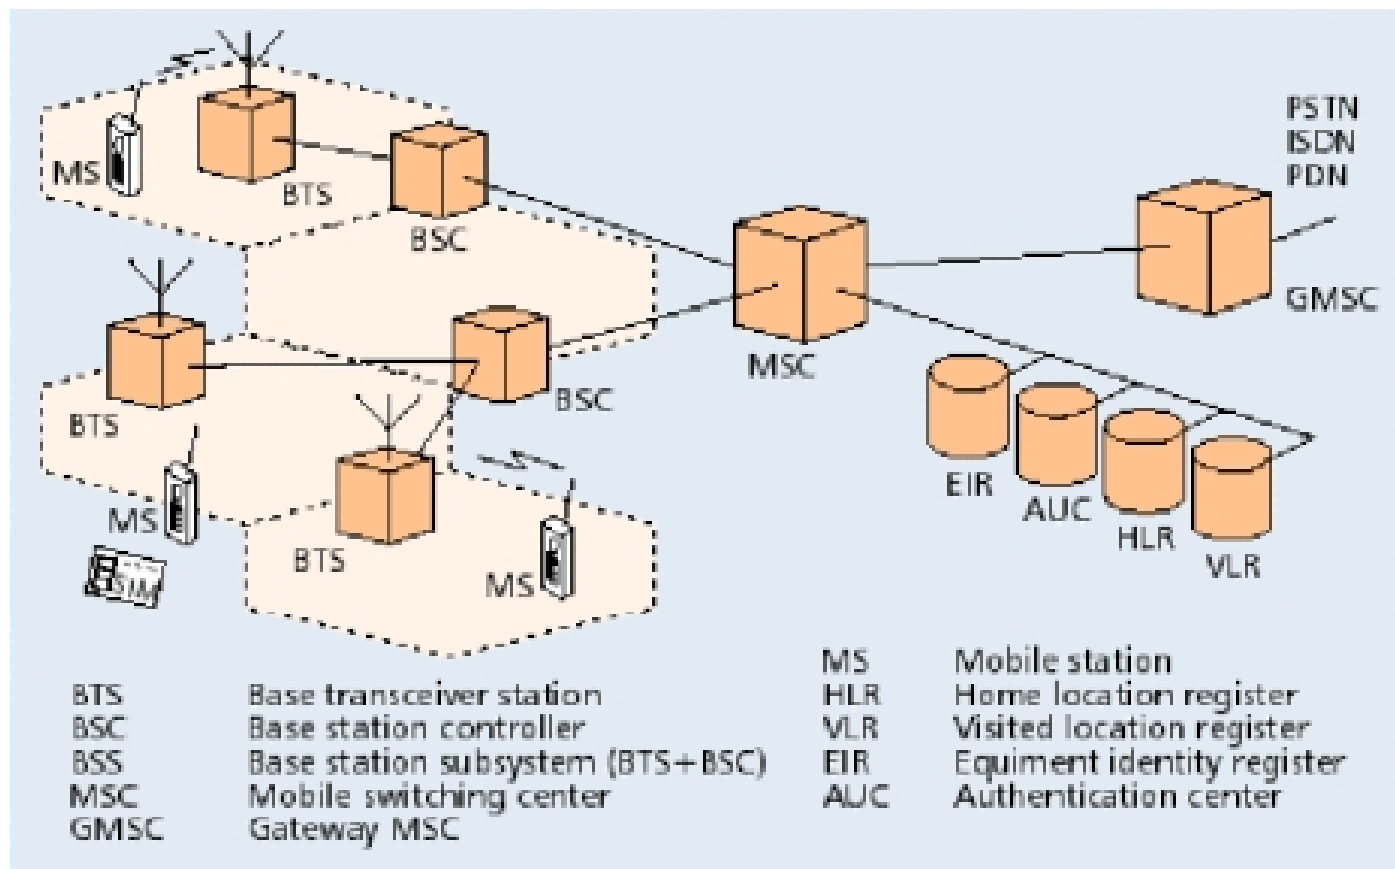 PSTN
ISDN
PDN
MS
BTS
BSC
GMSC
MSC
BTS
BSC
EIR
MS
AUC
HLR
BTS
VLR
SIM
MS
MS Mobile station
BTS Base transceiver station
HLR Home location register
BSC Base station controller
VLR Visited location register
BSS Base station subsystem (BTS+BSC)
EIR Equiment identity register
MSC Mobile switching center
AUC Authentication center
GMSC Gateway MSC